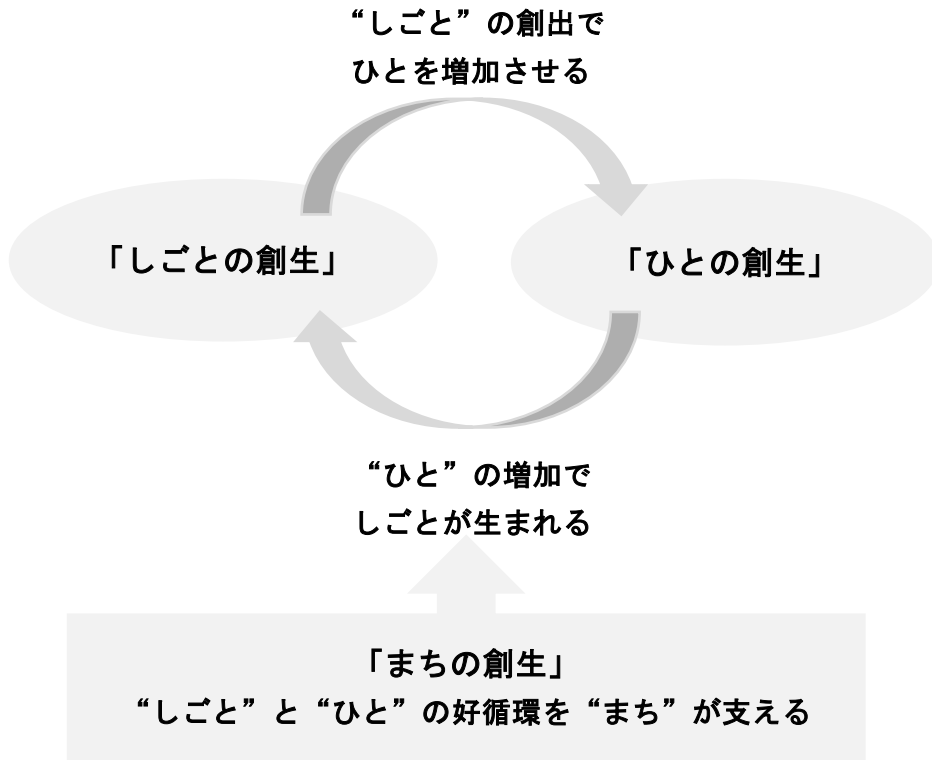 “しごと”の創出で
ひとを増加させる
「しごとの創生」
「ひとの創生」
“ひと”の増加で
しごとが生まれる
「まちの創生」
“しごと”と“ひと”の好循環を“まち”が支える